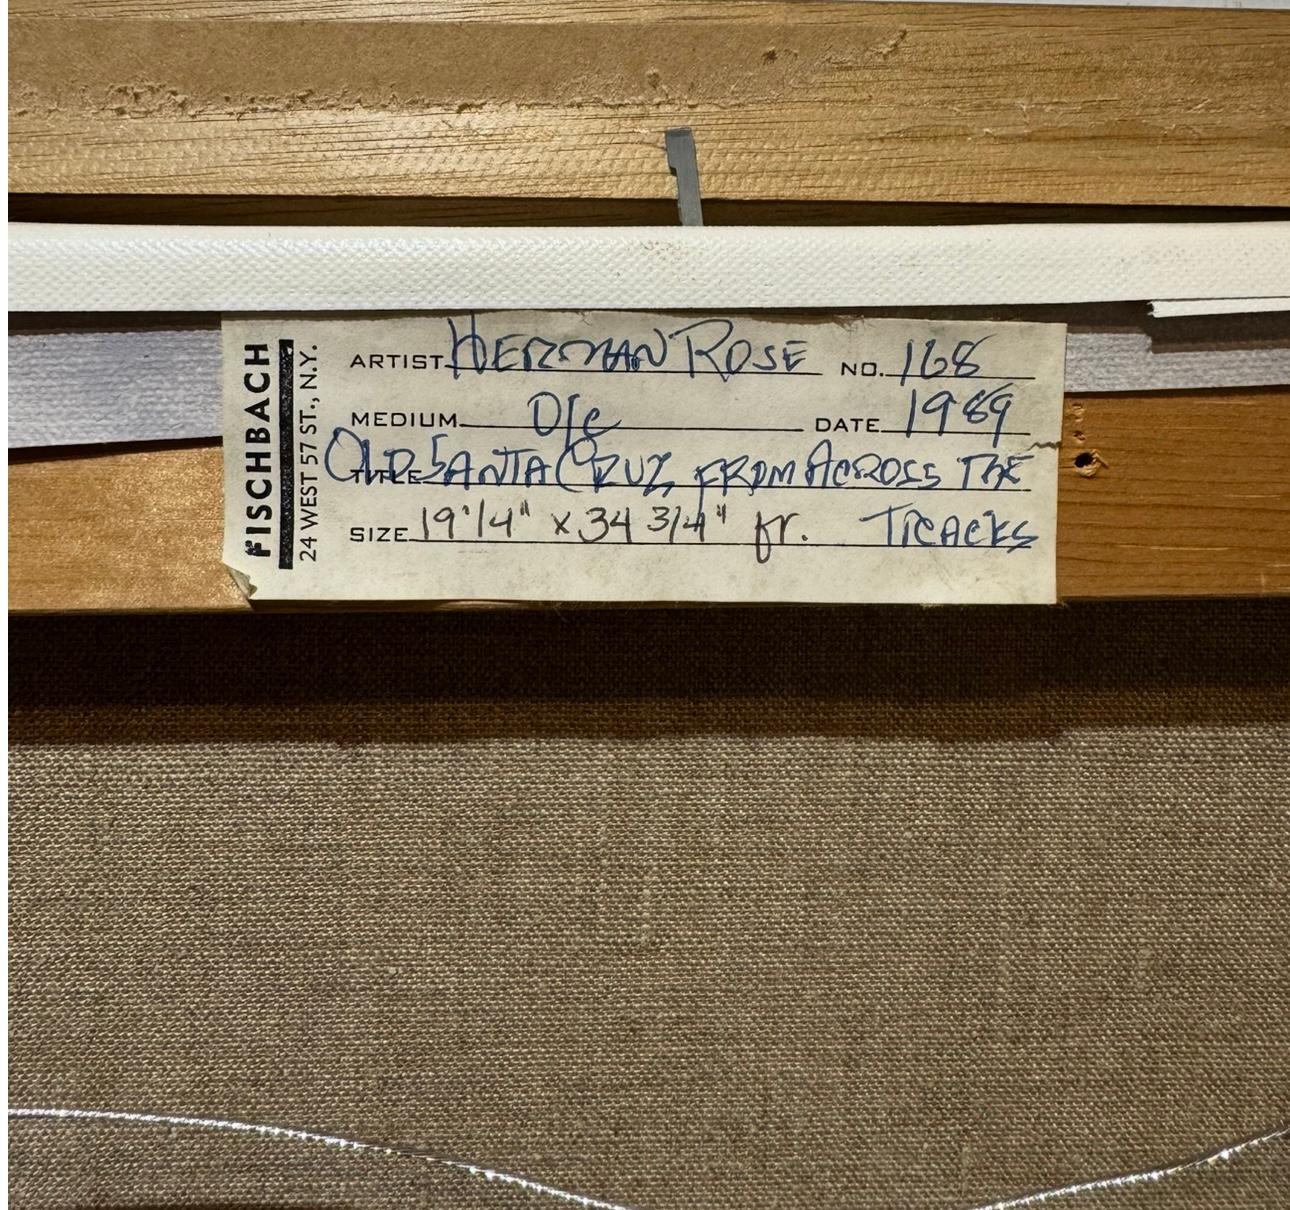 FISCHBACH
24 WEST 57 ST., N.Y.
ARTIST HERMAN ROSE NO. 168
MEDIUM O/c DATE 1989
TITLE OLD SANTA CRUZ FROM ACROSS THE
SIZE 19 1/4" x 34 3/4" fr. TRACKS